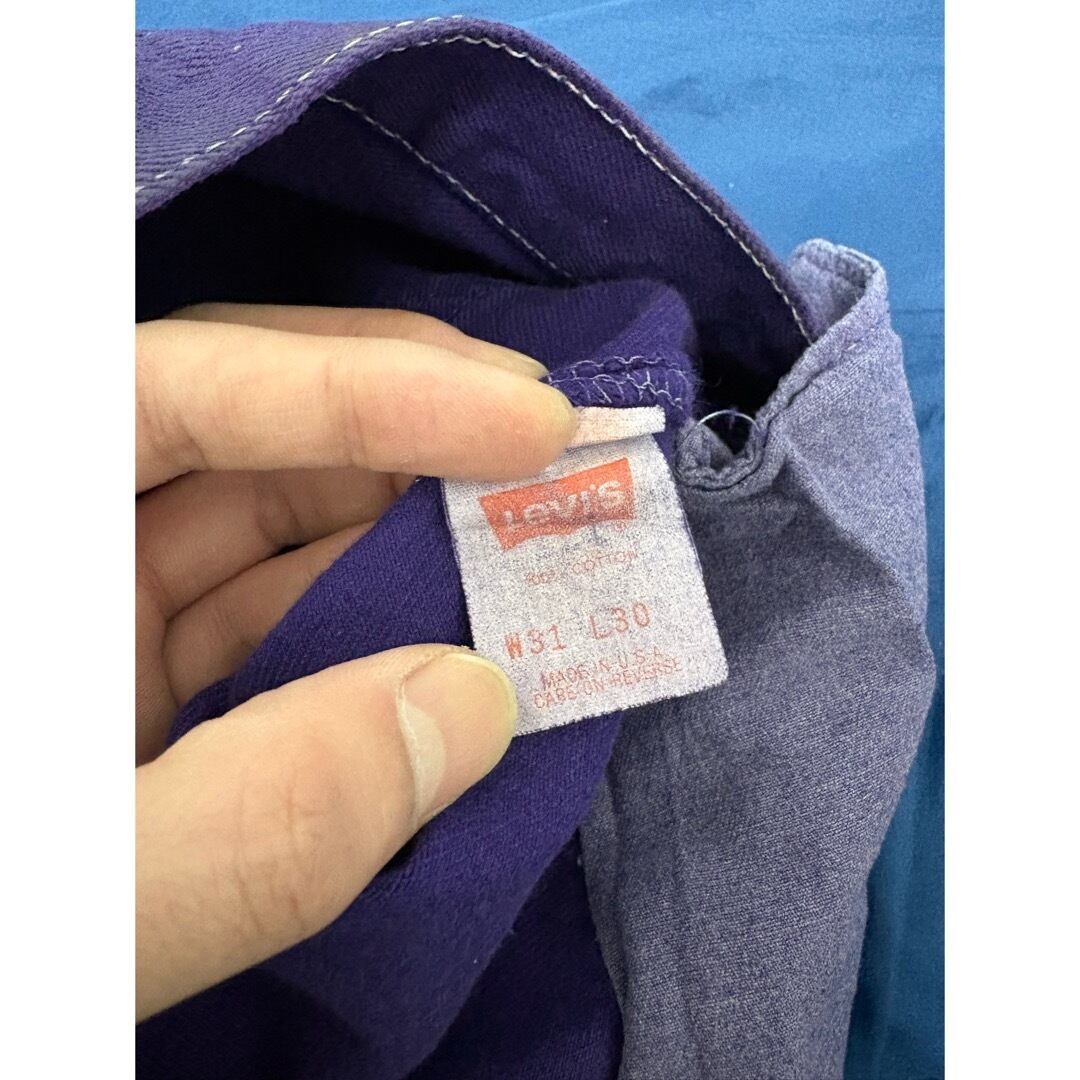 Levi's ®
100% COTTON
W31 L30
MADE IN U.S.A.
CARE ON REVERSE